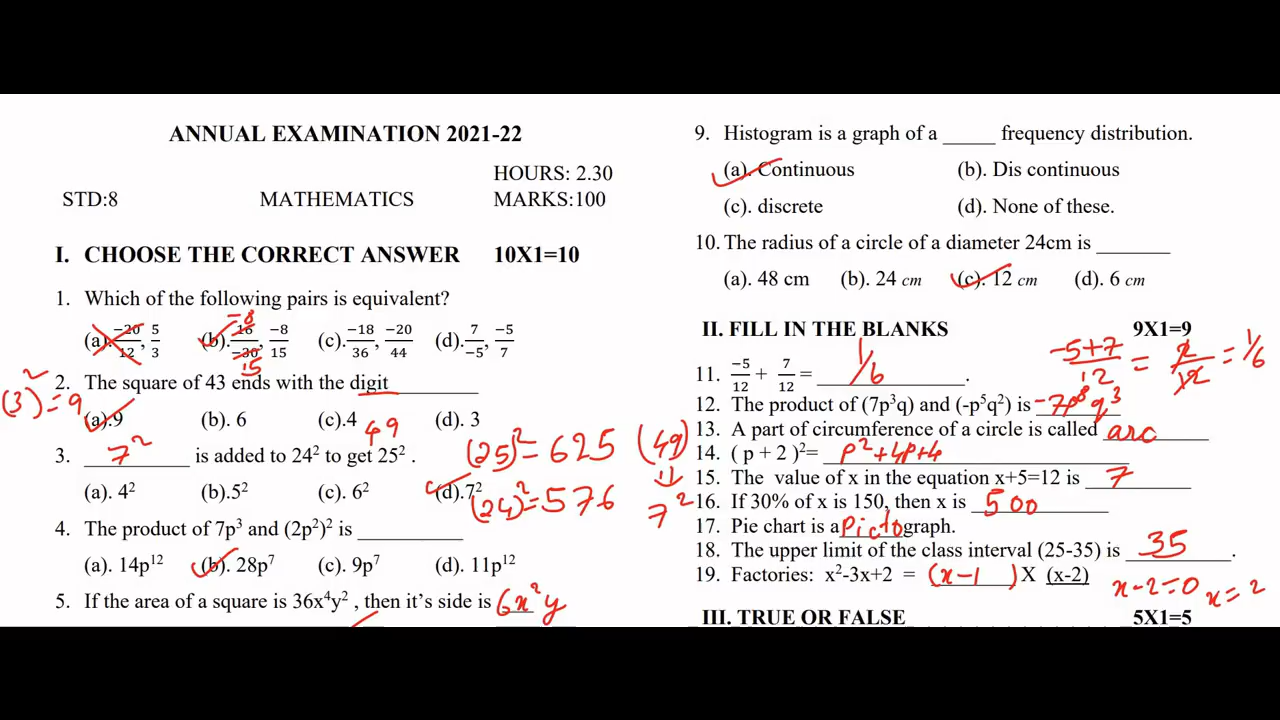 ANNUAL EXAMINATION 2021-22
HOURS: 2.30
STD:8 MATHEMATICS MARKS:100
I. CHOOSE THE CORRECT ANSWER 10X1=10
1. Which of the following pairs is equivalent?
(a). −20/12, 5/3 (b). 16/−30, −8/15 (c). −18/36, −20/44 (d). 7/−5, −5/7
−8
15
2. The square of 43 ends with the digit
(3)² = 9
(a).9 (b). 6 (c).4 (d). 3
49
3. 7² is added to 24² to get 25² .
(25)² = 625 (49)
(a). 4² (b).5² (c). 6² (d).7²
(24)² = 576 7²
4. The product of 7p³ and (2p²)² is
(a). 14p¹² (b). 28p⁷ (c). 9p⁷ (d). 11p¹²
5. If the area of a square is 36x⁴y² , then it's side is 6x²y
9. Histogram is a graph of a _____ frequency distribution.
(a). Continuous (b). Dis continuous
(c). discrete (d). None of these.
10. The radius of a circle of a diameter 24cm is
(a). 48 cm (b). 24 cm (c). 12 cm (d). 6 cm
II. FILL IN THE BLANKS 9X1=9
11. −5/12 + 7/12 = 1/6 .
−5+7/12 = 2/12 = 1/6
12. The product of (7p³q) and (-p⁵q²) is −7p⁸q³
13. A part of circumference of a circle is called arc
14. ( p + 2 )²= p²+4p+4
15. The value of x in the equation x+5=12 is 7
16. If 30% of x is 150, then x is 500
17. Pie chart is a pictograph.
18. The upper limit of the class interval (25-35) is 35 .
19. Factories: x²-3x+2 = (x−1) X (x-2)
x−2=0 x=2
III. TRUE OR FALSE 5X1=5